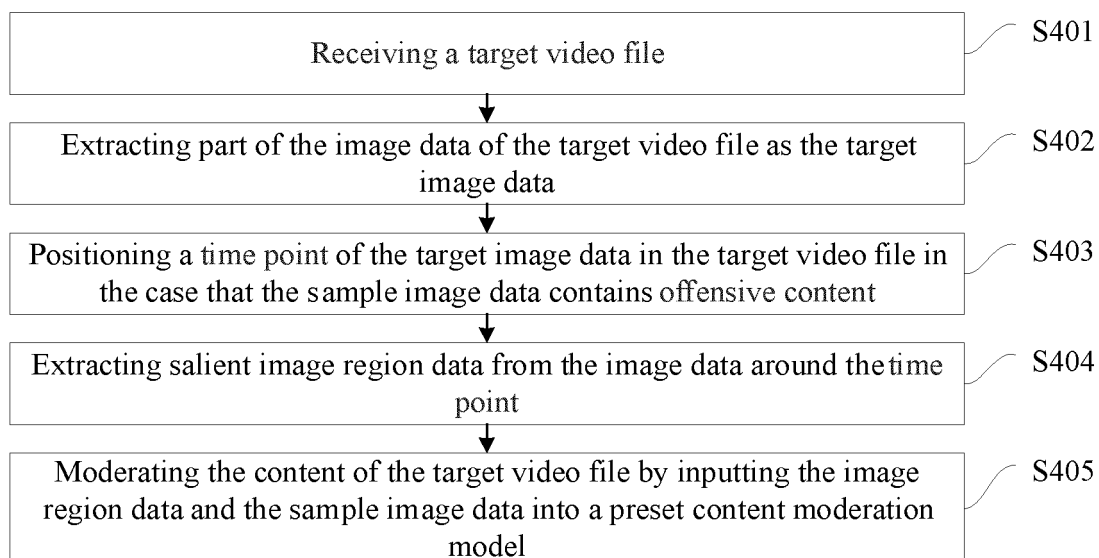 Receiving a target video file
S401
Extracting part of the image data of the target video file as the target
image data
S402
Positioning a time point of the target image data in the target video file in
the case that the sample image data contains offensive content
S403
Extracting salient image region data from the image data around the time
point
S404
Moderating the content of the target video file by inputting the image
region data and the sample image data into a preset content moderation
model
S405